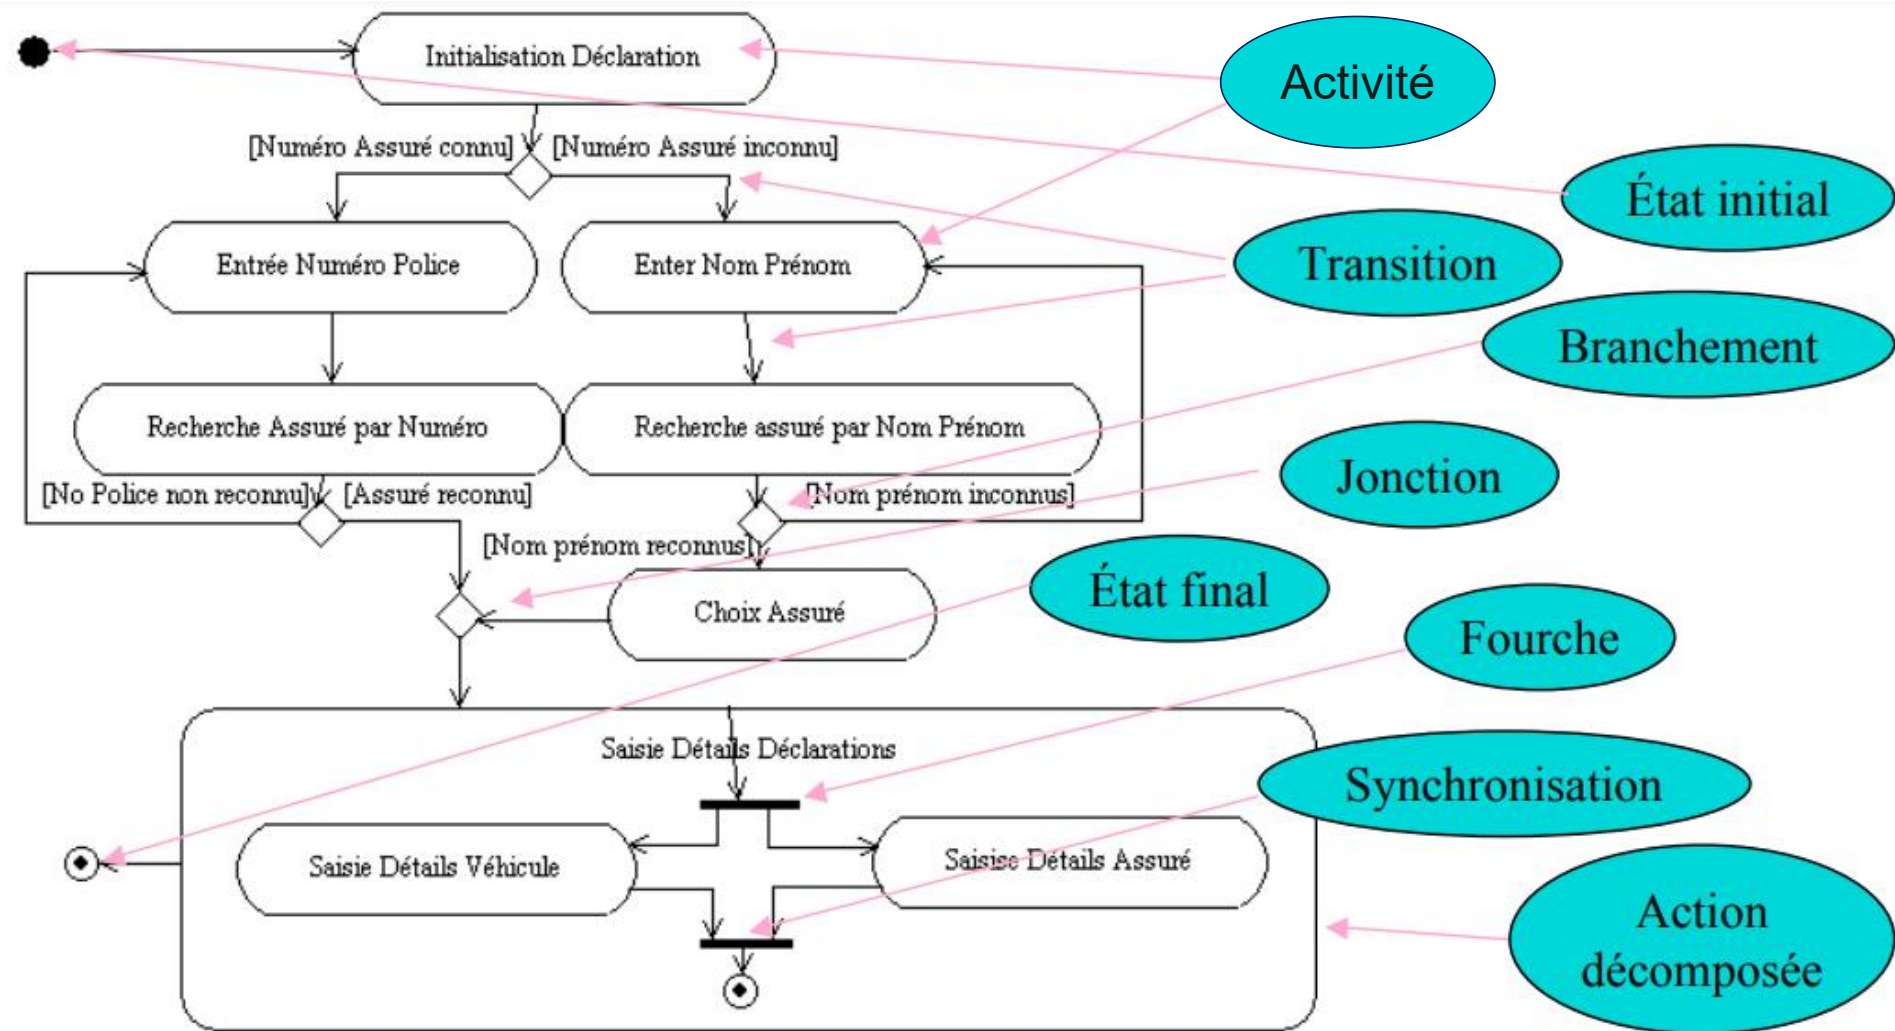 Initialisation Déclaration
Activité
[Numéro Assuré connu]
[Numéro Assuré inconnu]
État initial
Entrée Numéro Police
Enter Nom Prénom
Transition
Branchement
Recherche Assuré par Numéro
Recherche assuré par Nom Prénom
Jonction
[No Police non reconnu]
[Assuré reconnu]
[Nom prénom inconnus]
[Nom prénom reconnus]
État final
Choix Assuré
Fourche
Saisie Détails Déclarations
Synchronisation
Saisie Détails Véhicule
Saisise Détails Assuré
Action
décomposée